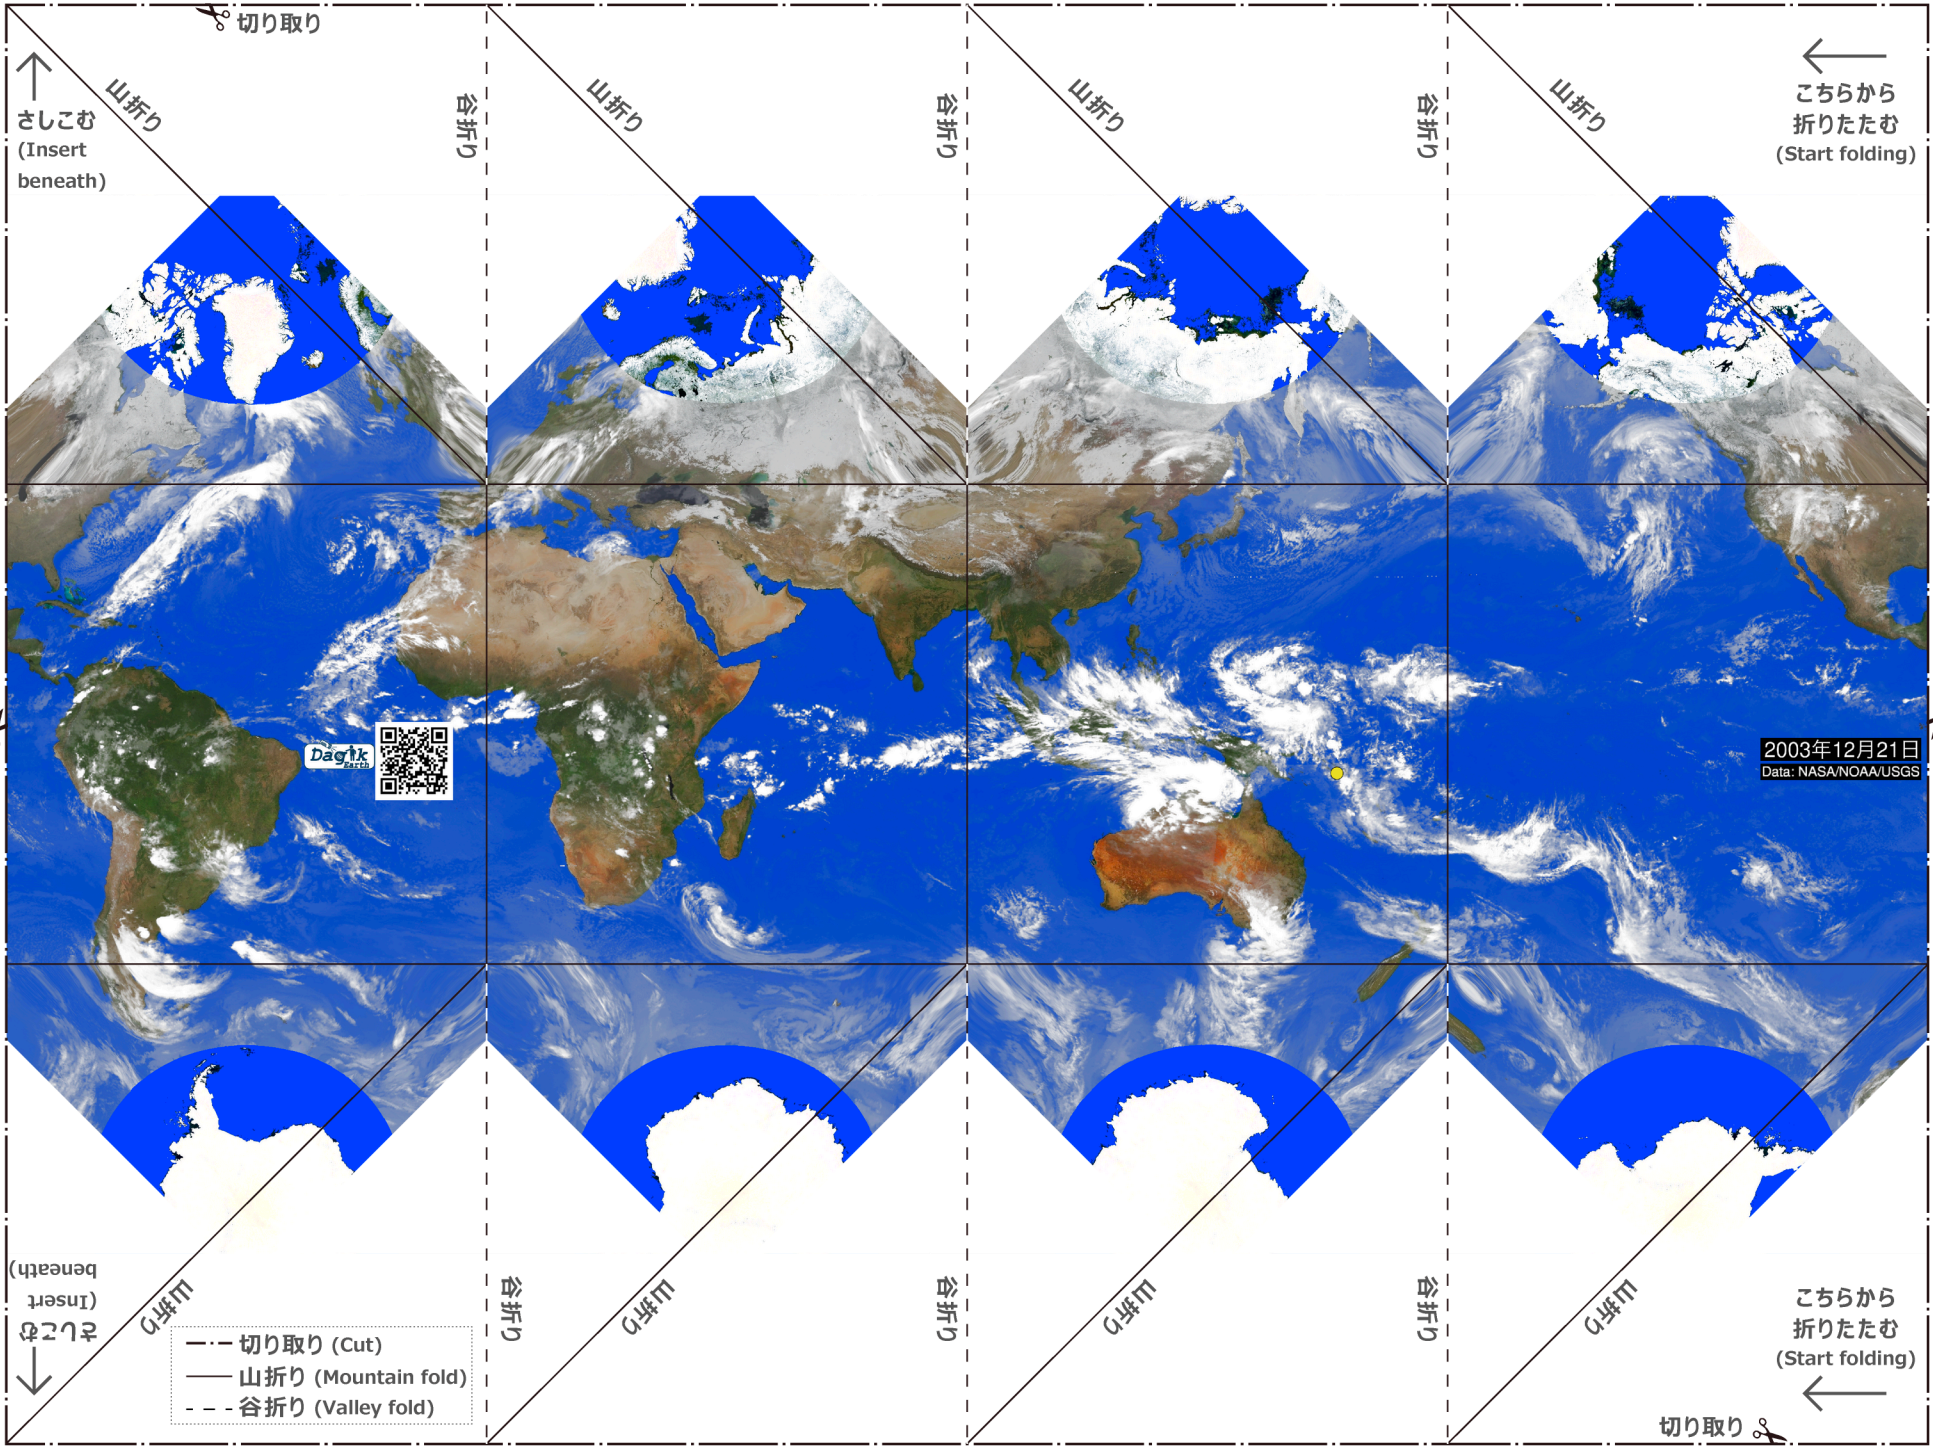 切り取り
山折り
谷折り
山折り
谷折り
山折り
谷折り
山折り
さしこむ
(Insert
beneath)
こちらから
折りたたむ
(Start folding)
Dagik
Earth
2003年12月21日
Data: NASA/NOAA/USGS
さしこむ
(Insert
beneath)
山折り
谷折り
山折り
谷折り
山折り
谷折り
山折り
こちらから
折りたたむ
(Start folding)
切り取り (Cut)
山折り (Mountain fold)
谷折り (Valley fold)
切り取り